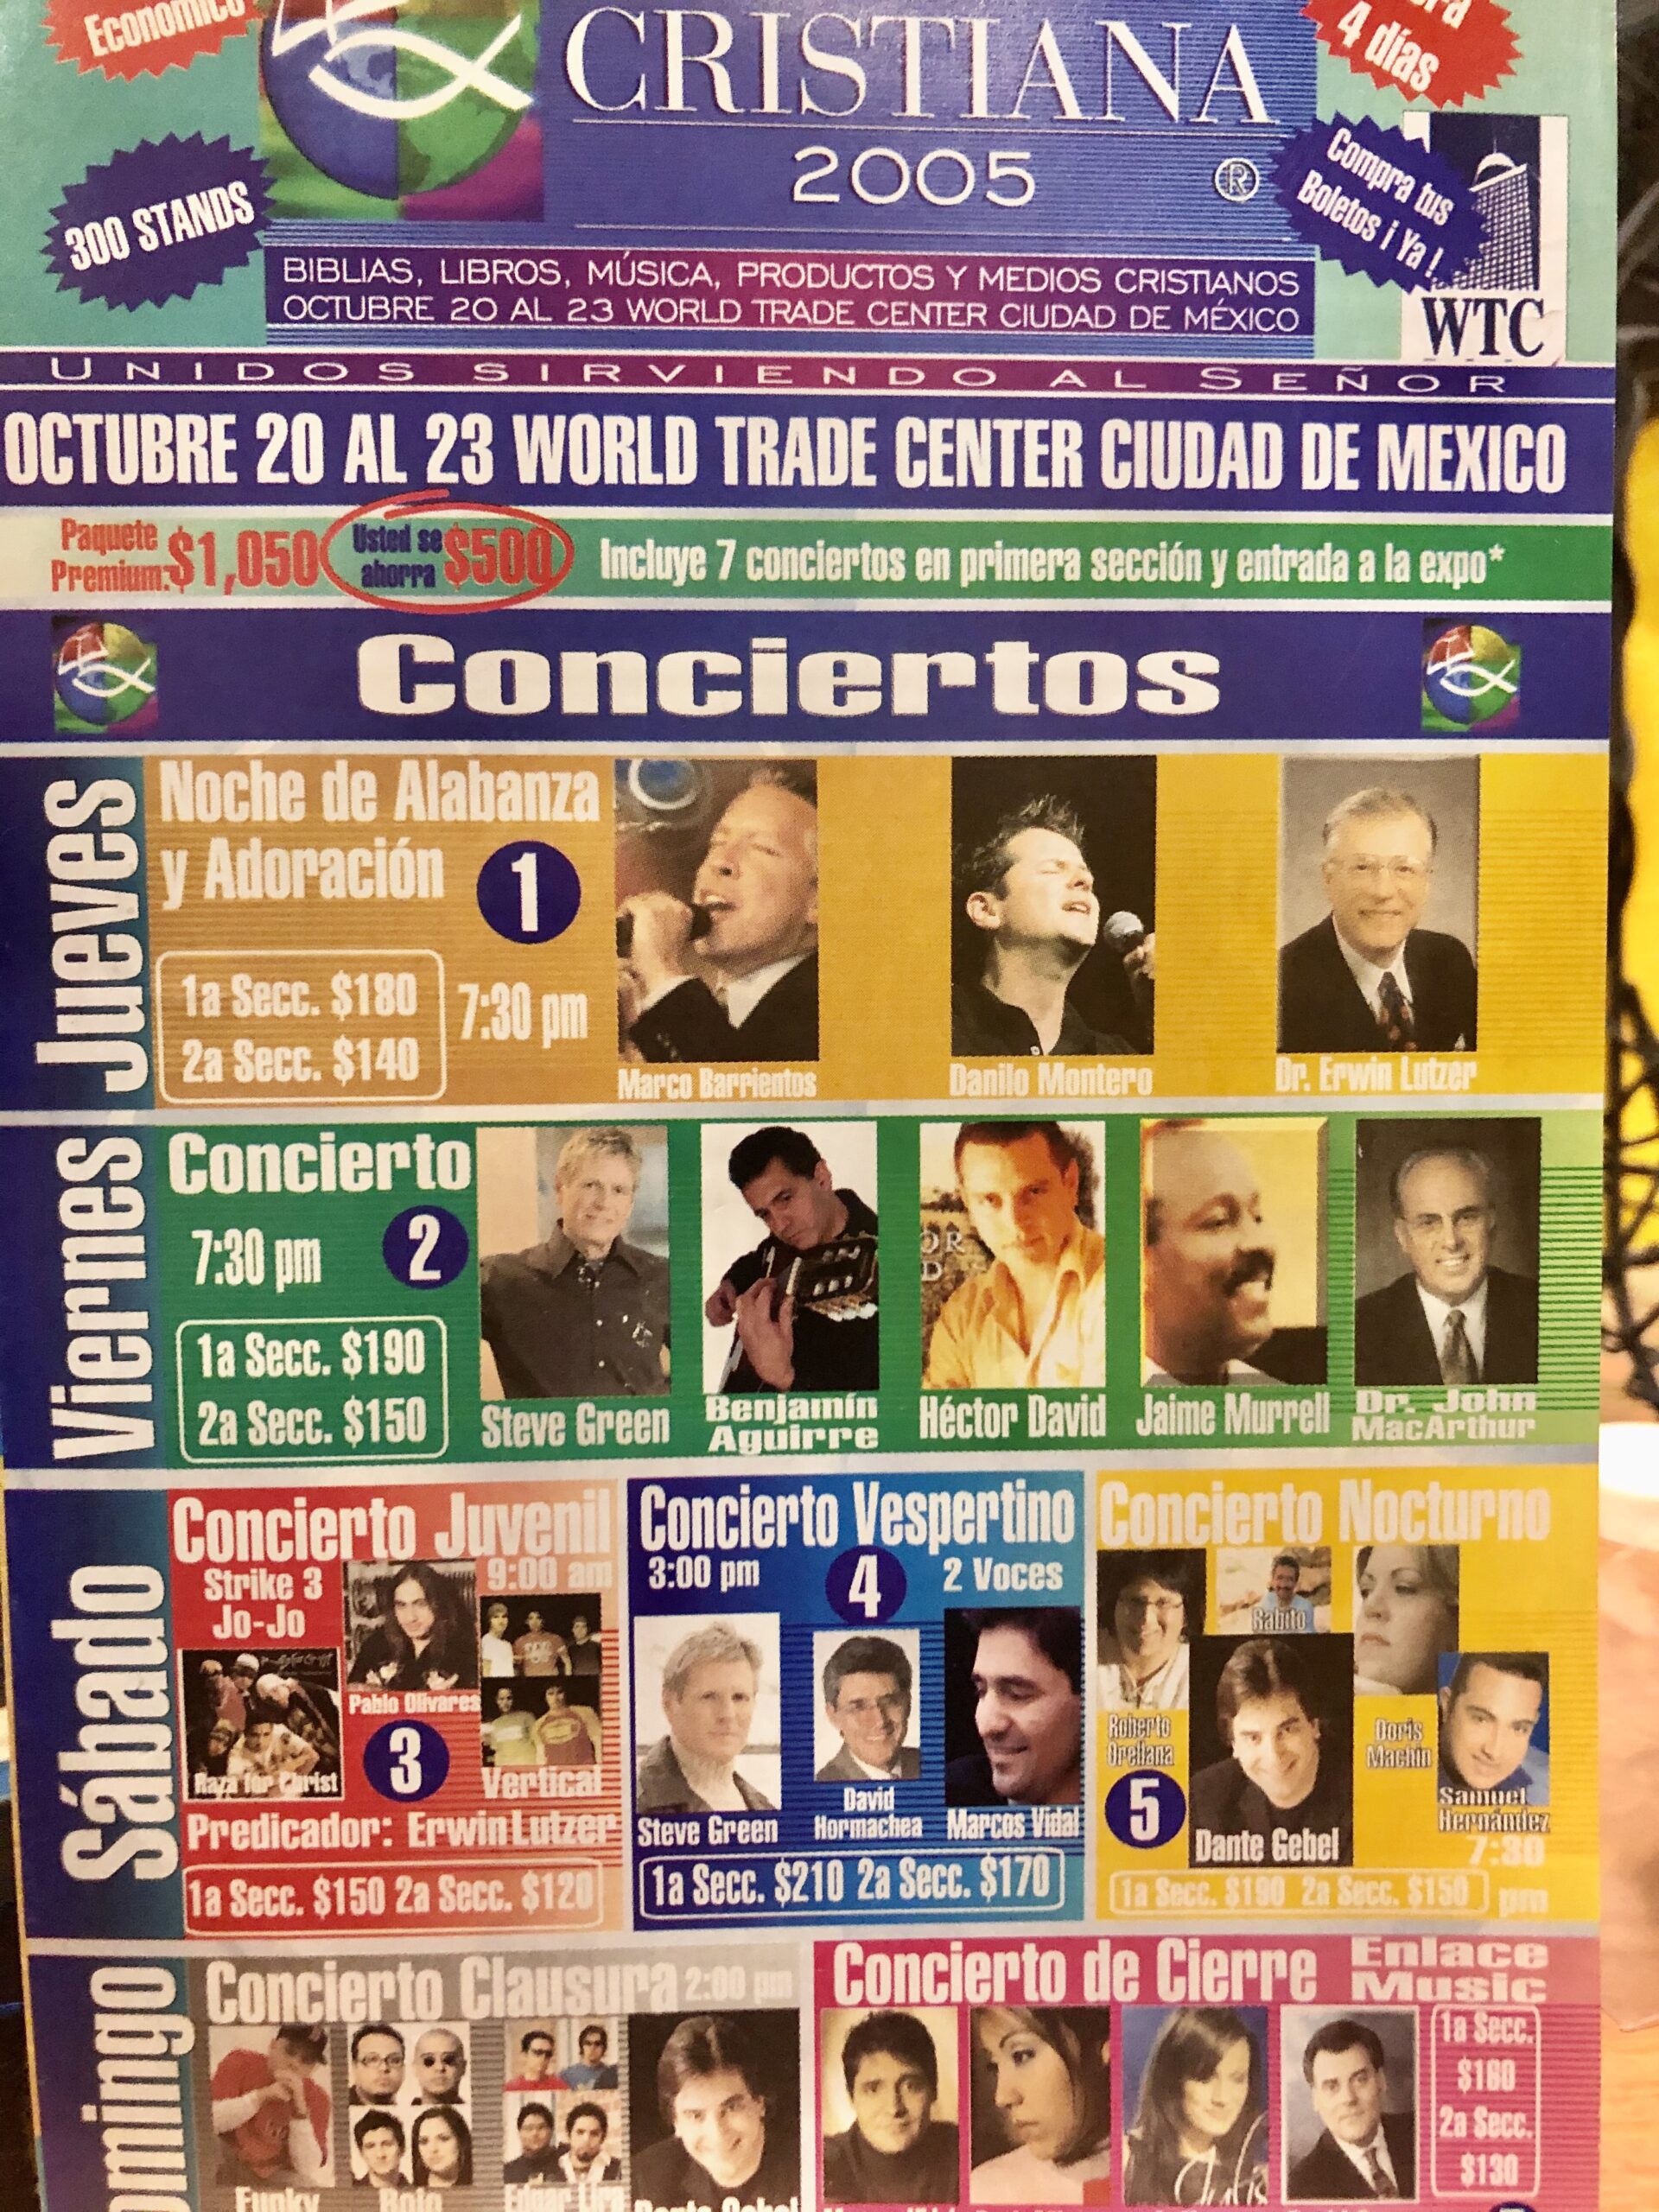 Económico
CRISTIANA
2005
®
4 días
300 STANDS
Compra tus
Boletos ¡ Ya !
WTC
BIBLIAS, LIBROS, MÚSICA, PRODUCTOS Y MEDIOS CRISTIANOS
OCTUBRE 20 AL 23 WORLD TRADE CENTER CIUDAD DE MÉXICO
UNIDOS SIRVIENDO AL SEÑOR
OCTUBRE 20 AL 23 WORLD TRADE CENTER CIUDAD DE MEXICO
Paquete
Premium: $1,050
Usted se
ahorra $500
Incluye 7 conciertos en primera sección y entrada a la expo*
Conciertos
Jueves
Noche de Alabanza
y Adoración
1
1a Secc. $180
2a Secc. $140
7:30 pm
Marco Barrientos
Danilo Montero
Dr. Erwin Lutzer
Viernes
Concierto
7:30 pm
2
1a Secc. $190
2a Secc. $150
Steve Green
Benjamín
Aguirre
Héctor David
Jaime Murrell
Dr. John
MacArthur
Sábado
Concierto Juvenil
9:00 am
Strike 3
Jo-Jo
Pablo Olivares
Raza for Christ
3
Vertical
Predicador: Erwin Lutzer
1a Secc. $150 2a Secc. $120
Concierto Vespertino
3:00 pm
4
2 Voces
Steve Green
David
Hormachea
Marcos Vidal
1a Secc. $210 2a Secc. $170
Concierto Nocturno
Rabito
Roberto
Orellana
5
Dante Gebel
Doris
Machin
Samuel
Hernández
7:30
pm
1a Secc. $190 2a Secc. $150
omingo
Concierto Clausura 2:00 pm
Funky
Rojo
Edgar Lira
Dante Gebel
Concierto de Cierre
Enlace
Music
1a Secc.
$160
2a Secc.
$130